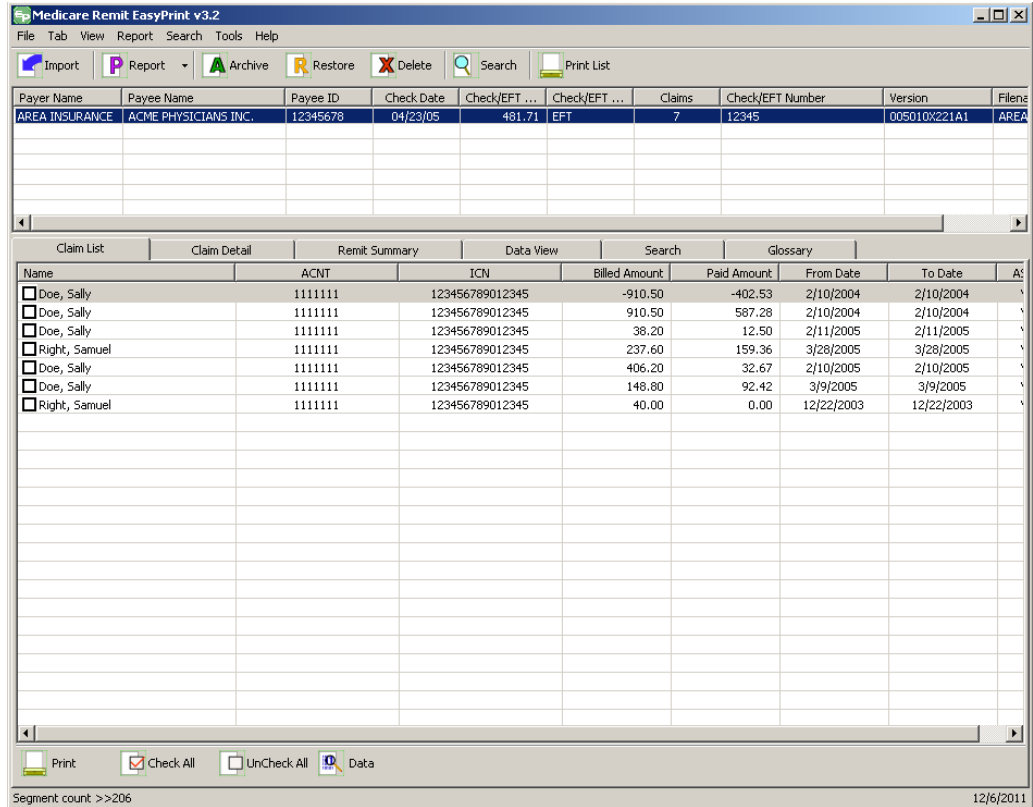 Medicare Remit EasyPrint v3.2
File Tab View Report Search Tools Help
Import P Report A Archive R Restore X Delete Search Print List
Payer Name Payee Name Payee ID Check Date Check/EFT ... Check/EFT ... Claims Check/EFT Number Version Filena
AREA INSURANCE ACME PHYSICIANS INC. 12345678 04/23/05 481.71 EFT 7 12345 005010X221A1 AREA
Claim List Claim Detail Remit Summary Data View Search Glossary
Name ACNT ICN Billed Amount Paid Amount From Date To Date AS
Doe, Sally 1111111 123456789012345 -910.50 -402.53 2/10/2004 2/10/2004
Doe, Sally 1111111 123456789012345 910.50 587.28 2/10/2004 2/10/2004
Doe, Sally 1111111 123456789012345 38.20 12.50 2/11/2005 2/11/2005
Right, Samuel 1111111 123456789012345 237.60 159.36 3/28/2005 3/28/2005
Doe, Sally 1111111 123456789012345 406.20 32.67 2/10/2005 2/10/2005
Doe, Sally 1111111 123456789012345 148.80 92.42 3/9/2005 3/9/2005
Right, Samuel 1111111 123456789012345 40.00 0.00 12/22/2003 12/22/2003
Print Check All UnCheck All Data
Segment count >>206 12/6/2011